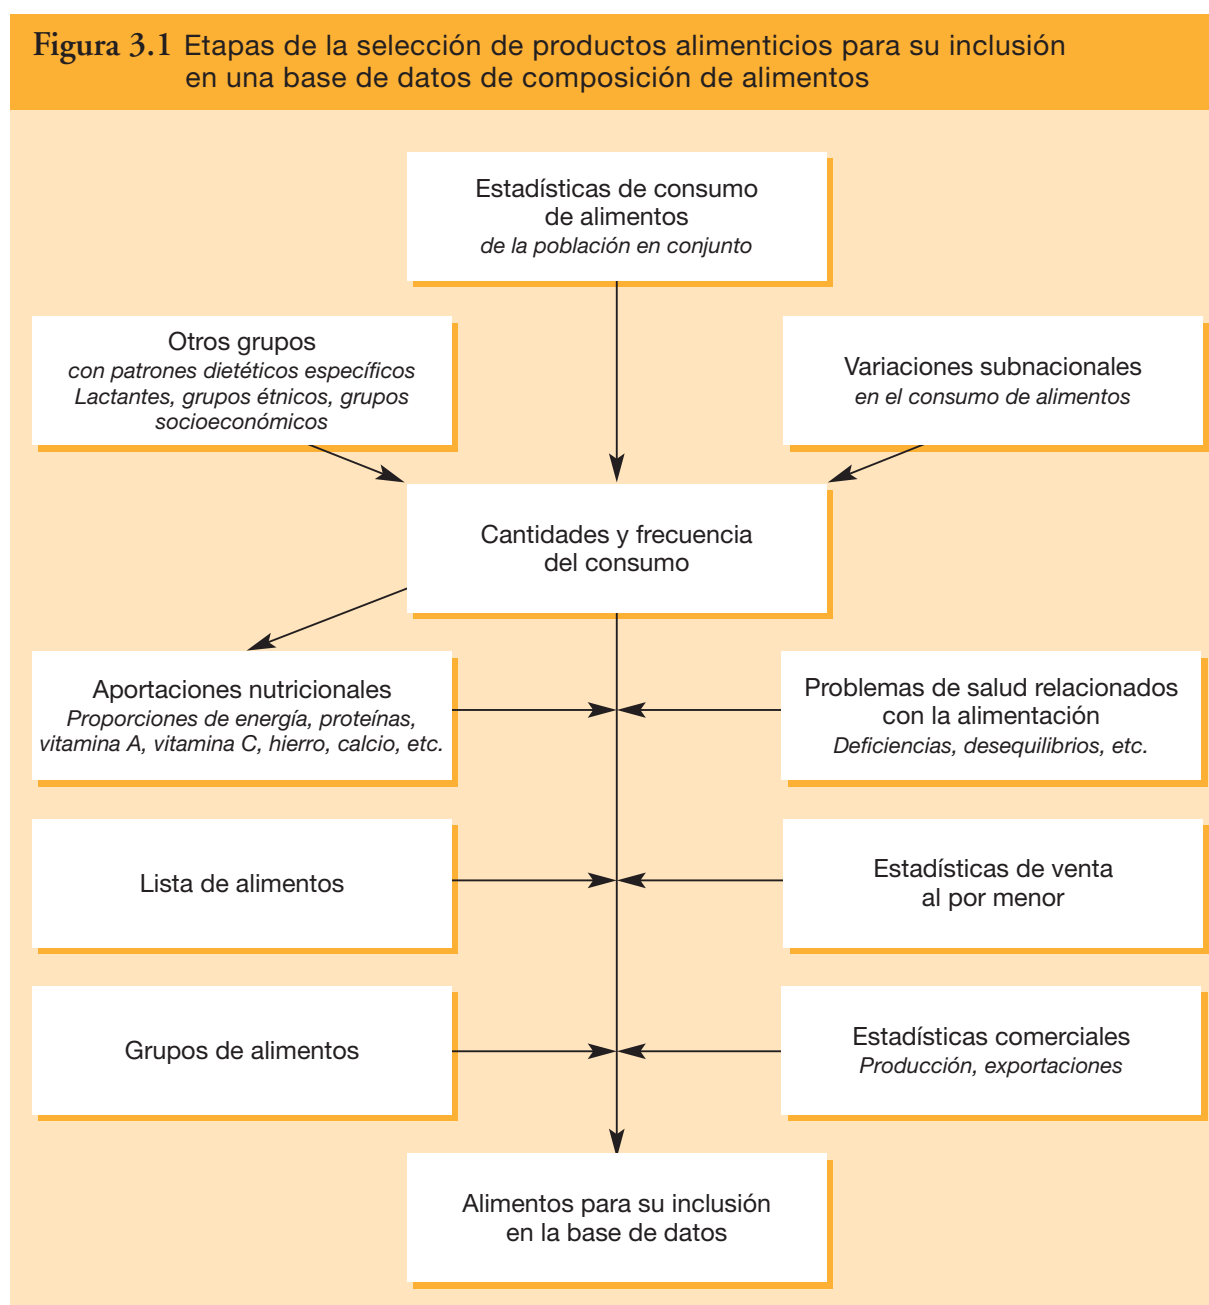 Figura 3.1 Etapas de la selección de productos alimenticios para su inclusión
en una base de datos de composición de alimentos
Estadísticas de consumo
de alimentos
de la población en conjunto
Otros grupos
con patrones dietéticos específicos
Lactantes, grupos étnicos, grupos
socioeconómicos
Variaciones subnacionales
en el consumo de alimentos
Cantidades y frecuencia
del consumo
Aportaciones nutricionales
Proporciones de energía, proteínas,
vitamina A, vitamina C, hierro, calcio, etc.
Problemas de salud relacionados
con la alimentación
Deficiencias, desequilibrios, etc.
Lista de alimentos
Estadísticas de venta
al por menor
Grupos de alimentos
Estadísticas comerciales
Producción, exportaciones
Alimentos para su inclusión
en la base de datos